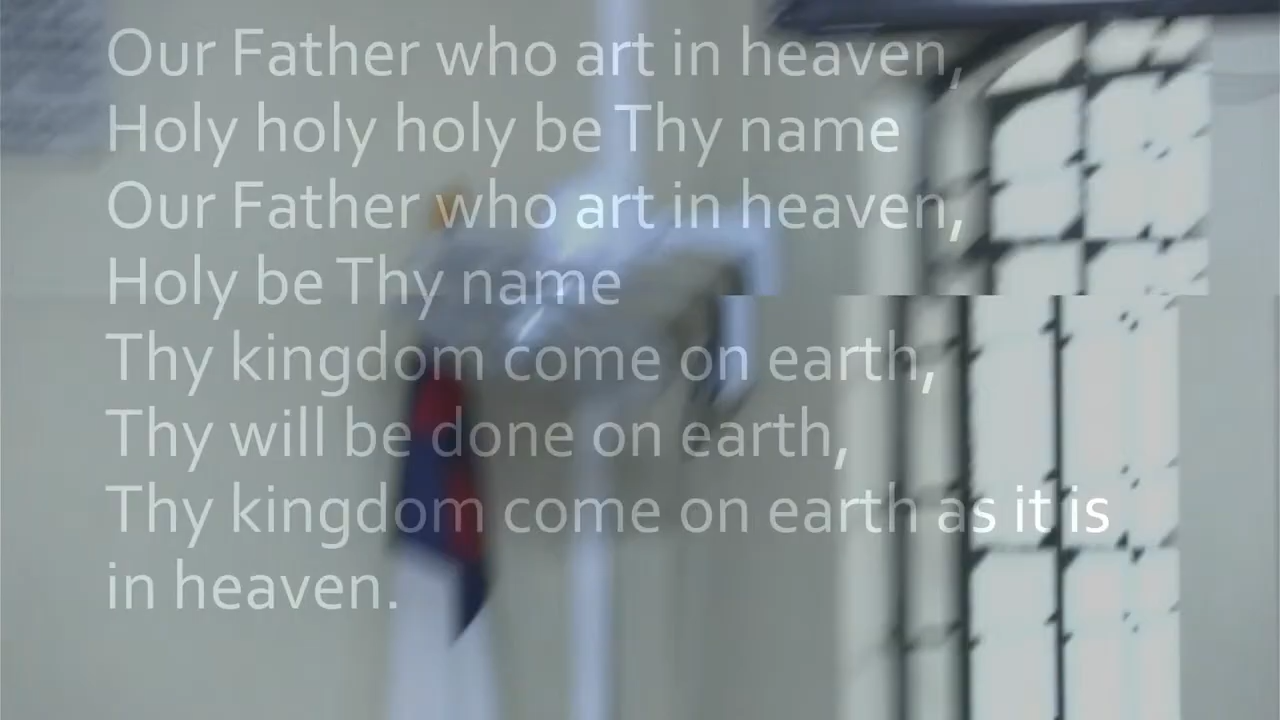 Our Father who art in heaven,
Holy holy holy be Thy name
Our Father who art in heaven,
Holy be Thy name
Thy kingdom come on earth,
Thy will be done on earth,
Thy kingdom come on earth as it is
in heaven.